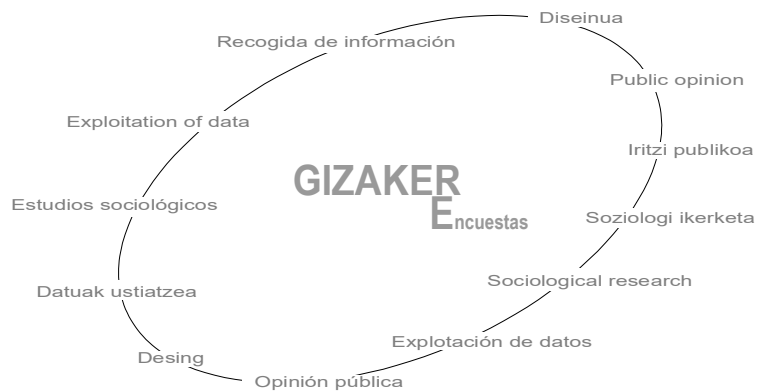 Diseinua
Recogida de información
Public opinion
Exploitation of data
Iritzi publikoa
GIZAKER
Encuestas
Estudios sociológicos
Soziologi ikerketa
Sociological research
Datuak ustiatzea
Explotación de datos
Desing
Opinión pública